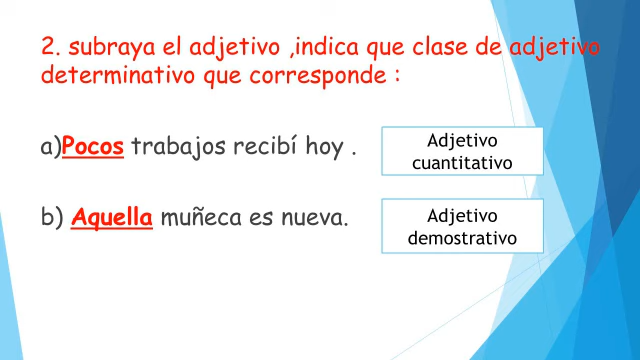 2. subraya el adjetivo ,indica que clase de adjetivo
determinativo que corresponde :
a)Pocos trabajos recibí hoy .
Adjetivo
cuantitativo
b) Aquella muñeca es nueva.
Adjetivo
demostrativo